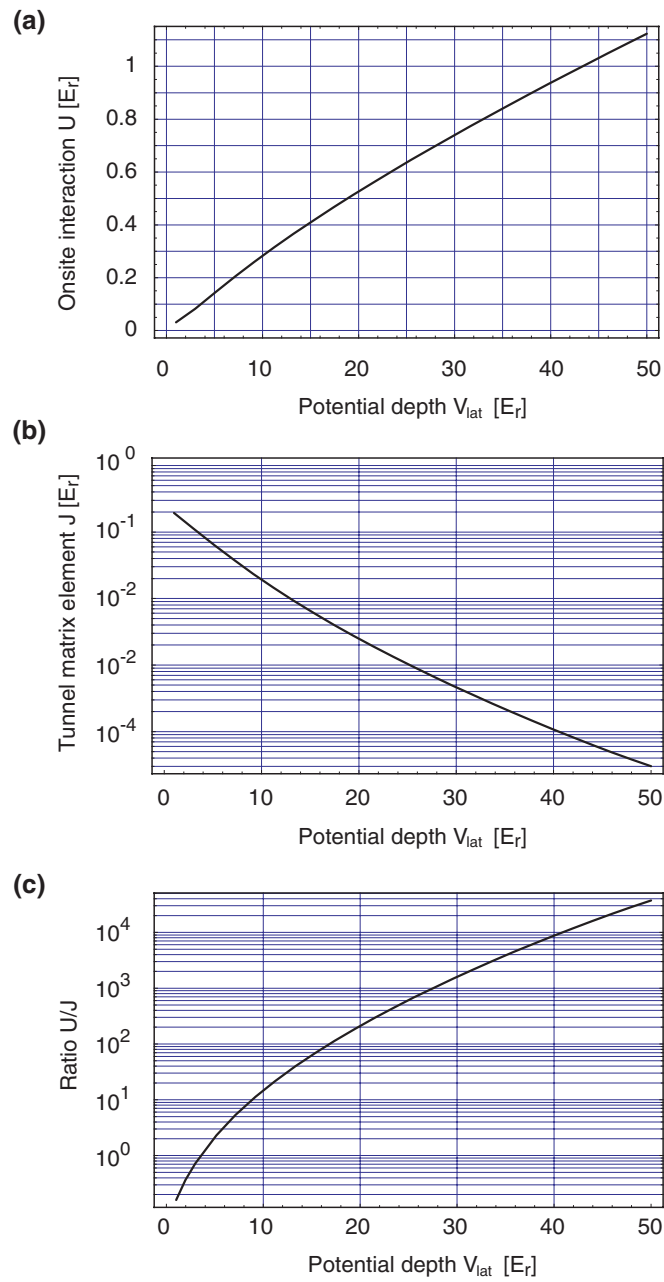 (a)
Onsite interaction U [Er]
1
0.8
0.6
0.4
0.2
0
0 10 20 30 40 50
Potential depth Vlat [Er]
(b)
Tunnel matrix element J [Er]
10^0
10^-1
10^-2
10^-2
10^-4
0 10 20 30 40 50
Potential depth Vlat [Er]
(c)
Ratio U/J
10^4
10^3
10^2
10^1
10^0
0 10 20 30 40 50
Potential depth Vlat [Er]